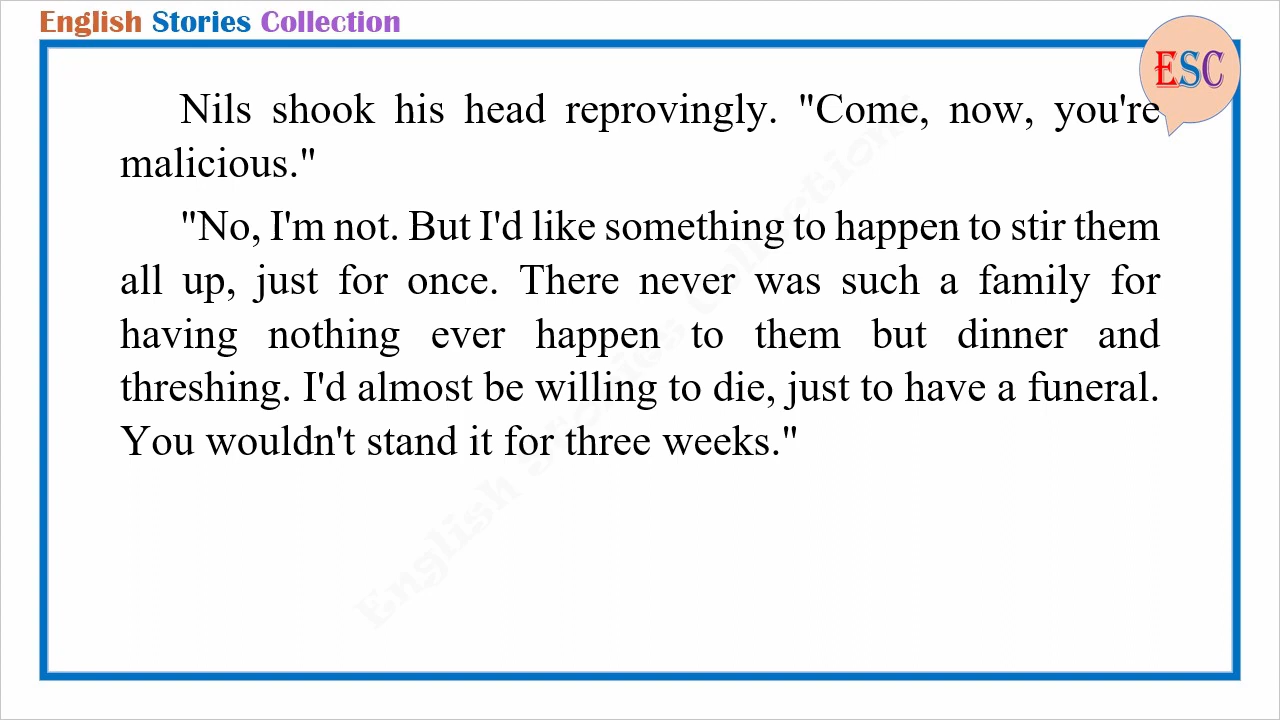 English Stories Collection
ESC
Nils shook his head reprovingly. "Come, now, you're
malicious."
"No, I'm not. But I'd like something to happen to stir them
all up, just for once. There never was such a family for
having nothing ever happen to them but dinner and
threshing. I'd almost be willing to die, just to have a funeral.
You wouldn't stand it for three weeks."
English Stories Collection